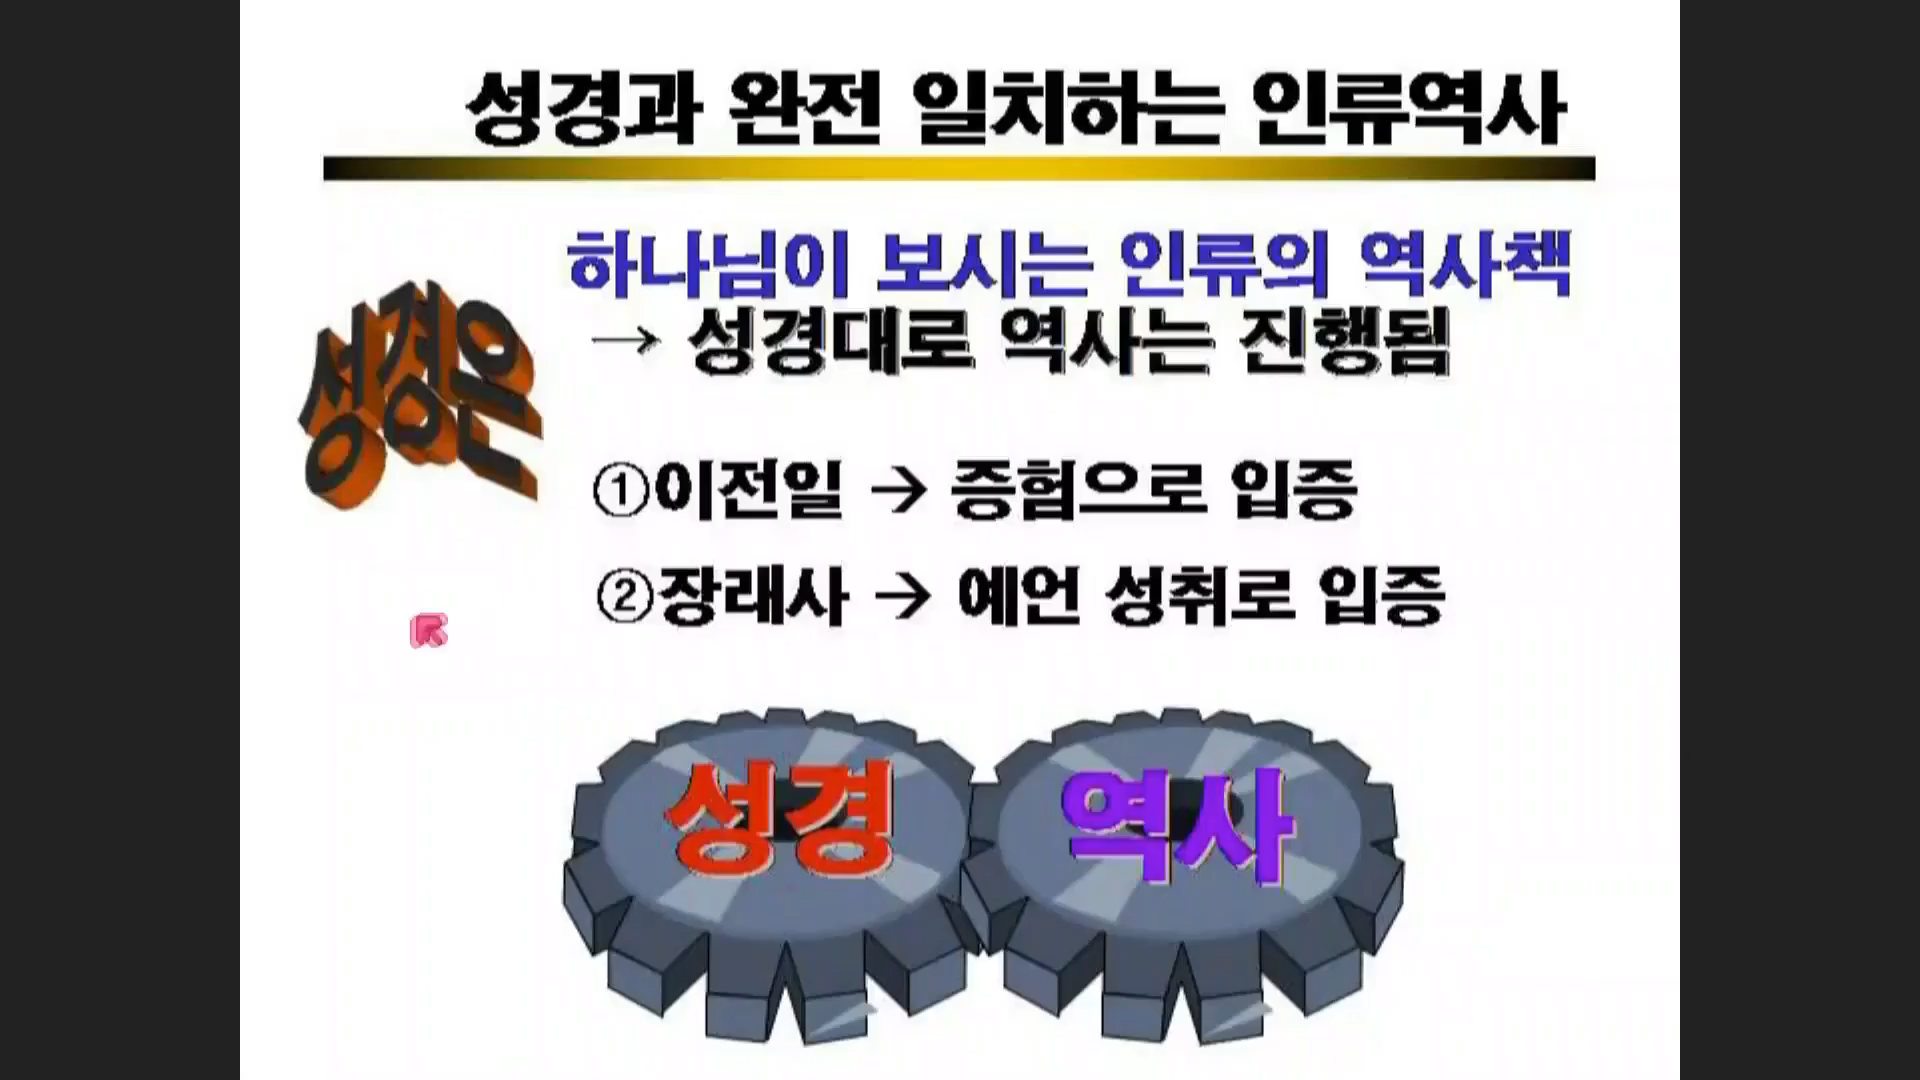 성경과 완전 일치하는 인류역사
성경은
하나님이 보시는 인류의 역사책
→ 성경대로 역사는 진행됨
①이전일 → 증험으로 입증
②장래사 → 예언 성취로 입증
성경
역사